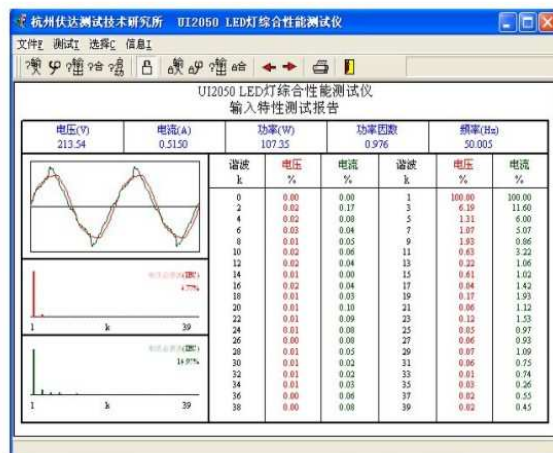 杭州伏达测试技术研究所 UI2050 LED灯综合性能测试仪
文件F 测试T 选择C 信息I
UI2050 LED灯综合性能测试仪
输入特性测试报告
电压(V) 电流(A) 功率(W) 功率因数 频率(Hz)
213.54 0.5150 107.35 0.976 50.005
谐波 电压 电流 谐波 电压 电流
k % % k % %
0 0.00 0.00 1 100.00 100.00
2 0.02 0.17 3 6.19 11.60
4 0.02 0.08 5 1.31 6.00
6 0.03 0.04 7 1.07 5.07
8 0.01 0.05 9 1.93 0.86
10 0.02 0.06 11 0.63 3.22
12 0.02 0.04 13 0.22 1.06
14 0.01 0.00 15 0.61 1.02
16 0.02 0.04 17 0.04 1.42
18 0.01 0.03 19 0.17 1.93
20 0.01 0.10 21 0.06 1.12
22 0.01 0.09 23 0.12 1.53
24 0.01 0.08 25 0.05 0.97
26 0.00 0.08 27 0.06 0.93
28 0.01 0.05 29 0.07 1.09
30 0.01 0.02 31 0.06 0.75
32 0.01 0.02 33 0.01 0.74
34 0.01 0.03 35 0.03 0.26
36 0.00 0.06 37 0.02 0.55
38 0.00 0.08 39 0.02 0.45
1 k 39
1 k 39